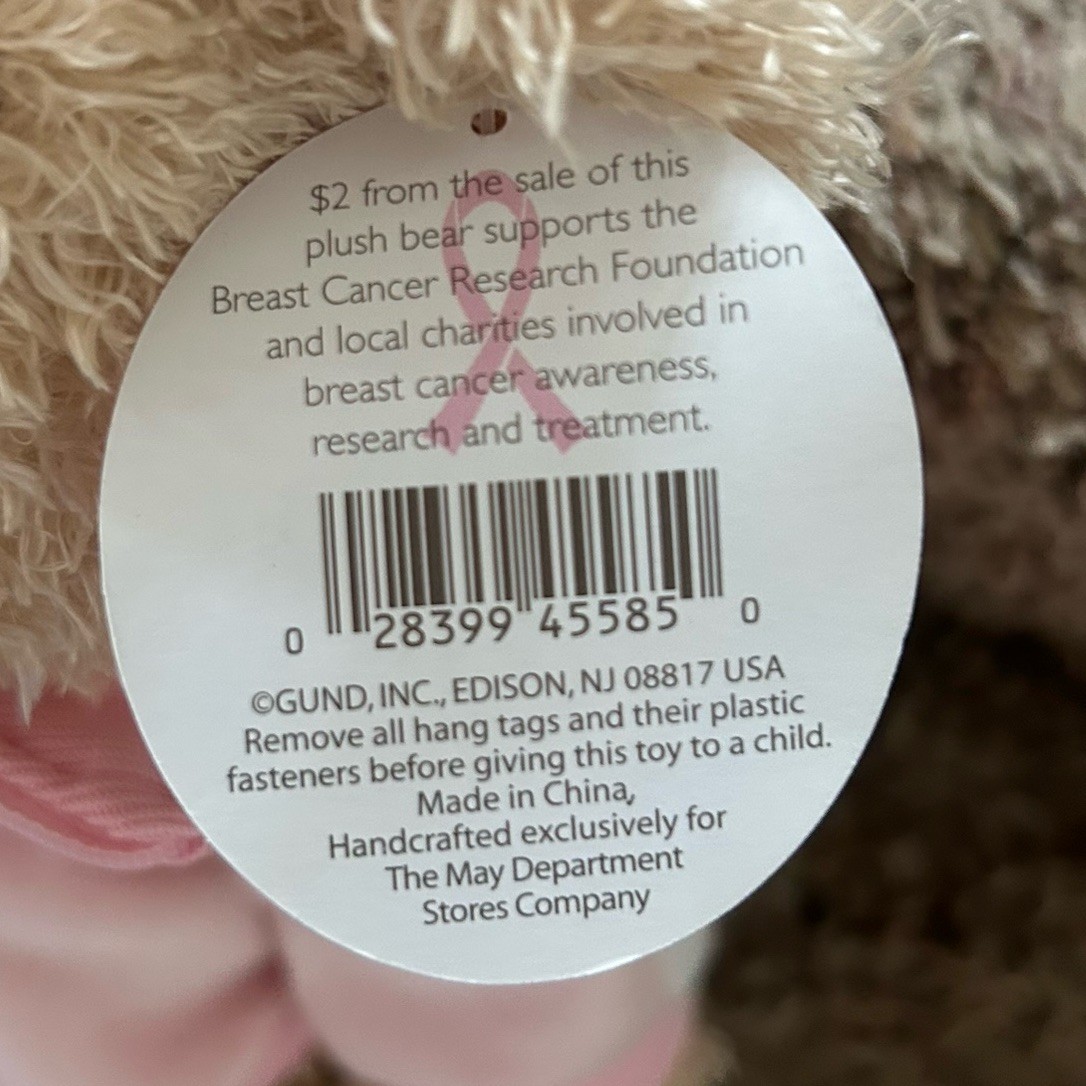 $2 from the sale of this
plush bear supports the
Breast Cancer Research Foundation
and local charities involved in
breast cancer awareness,
research and treatment.
0 28399 45585 0
©GUND, INC., EDISON, NJ 08817 USA
Remove all hang tags and their plastic
fasteners before giving this toy to a child.
Made in China,
Handcrafted exclusively for
The May Department
Stores Company